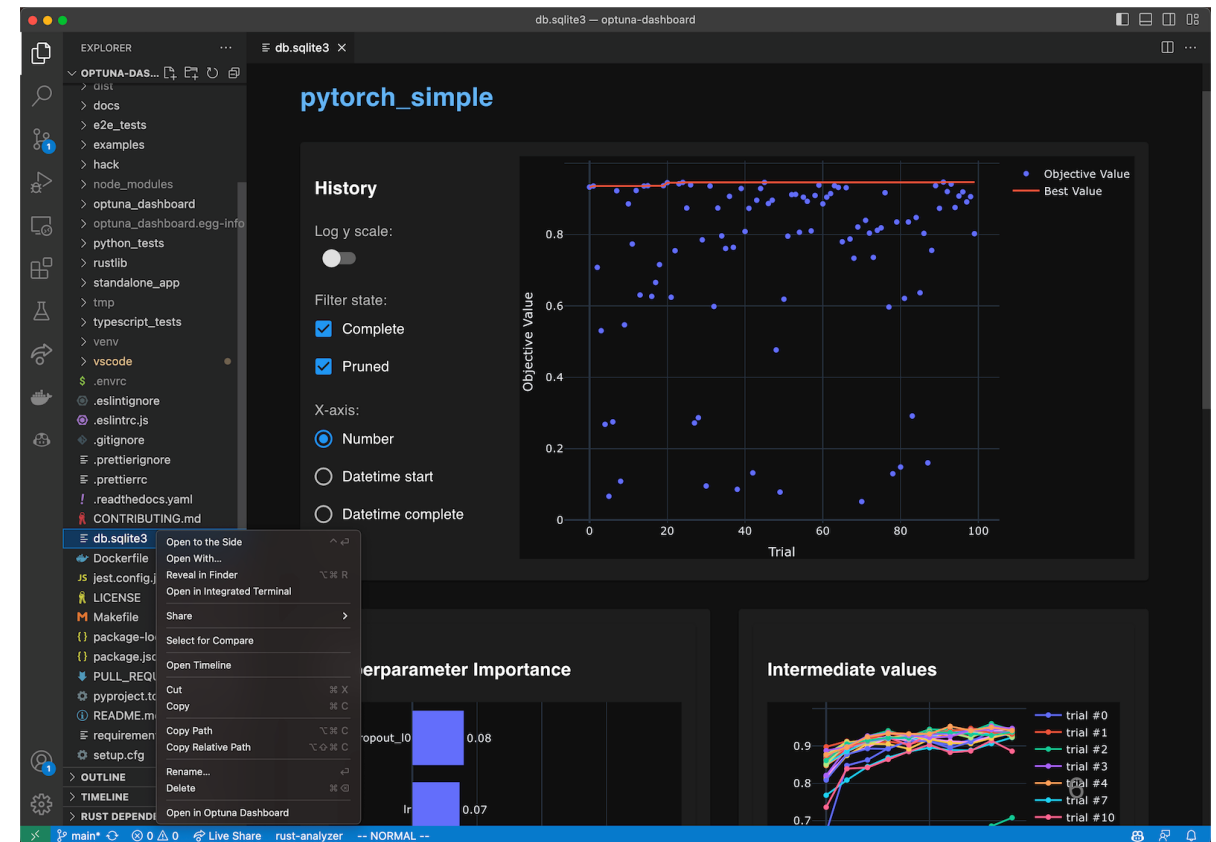 db.sqlite3 — optuna-dashboard
EXPLORER
db.sqlite3
OPTUNA-DAS...
dist
docs
e2e_tests
examples
hack
node_modules
optuna_dashboard
optuna_dashboard.egg-info
python_tests
rustlib
standalone_app
tmp
typescript_tests
venv
vscode
$ .envrc
.eslintignore
.eslintrc.js
.gitignore
.prettierignore
.prettierrc
! .readthedocs.yaml
CONTRIBUTING.md
db.sqlite3
Dockerfile
JS jest.config.j
LICENSE
M Makefile
{} package-lo
{} package.jso
PULL_REQU
pyproject.to
README.m
requiremen
setup.cfg
OUTLINE
TIMELINE
RUST DEPENDE
1
1
Open to the Side ^ ⏎
Open With...
Reveal in Finder ⌥⌘ R
Open in Integrated Terminal
Share
Select for Compare
Open Timeline
Cut ⌘ X
Copy ⌘ C
Copy Path ⌥⌘ C
Copy Relative Path ⌥⇧⌘ C
Rename... ⏎
Delete ⌘⌫
Open in Optuna Dashboard
pytorch_simple
History
Log y scale:
Filter state:
Complete
Pruned
X-axis:
Number
Datetime start
Datetime complete
Objective Value
0.8
0.6
0.4
0.2
0
0 20 40 60 80 100
Trial
Objective Value
Best Value
erparameter Importance
opout_l0
0.08
lr
0.07
Intermediate values
0.9
0.8
0.7
trial #0
trial #1
trial #2
trial #3
trial #4
trial #7
trial #10
6
main* 0 0 Live Share rust-analyzer -- NORMAL --